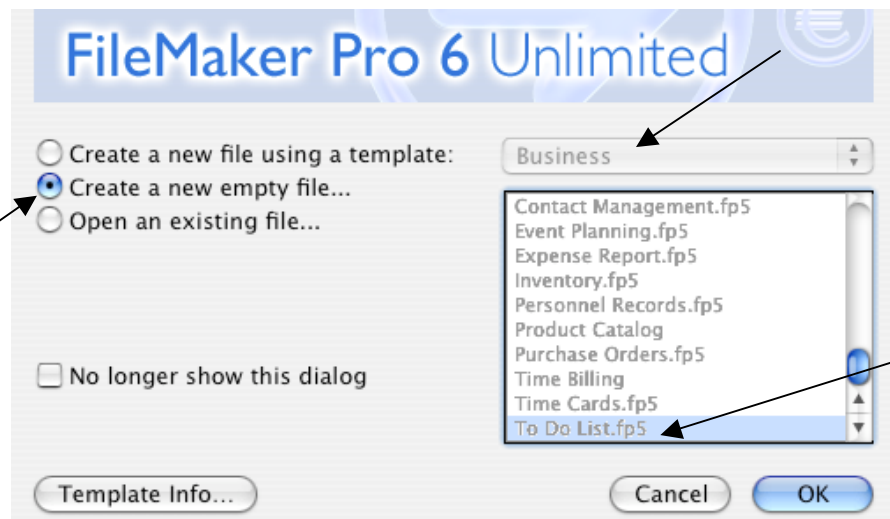 FileMaker Pro 6 Unlimited
Create a new file using a template:
Create a new empty file...
Open an existing file...
No longer show this dialog
Business
Contact Management.fp5
Event Planning.fp5
Expense Report.fp5
Inventory.fp5
Personnel Records.fp5
Product Catalog
Purchase Orders.fp5
Time Billing
Time Cards.fp5
To Do List.fp5
Template Info...
Cancel
OK